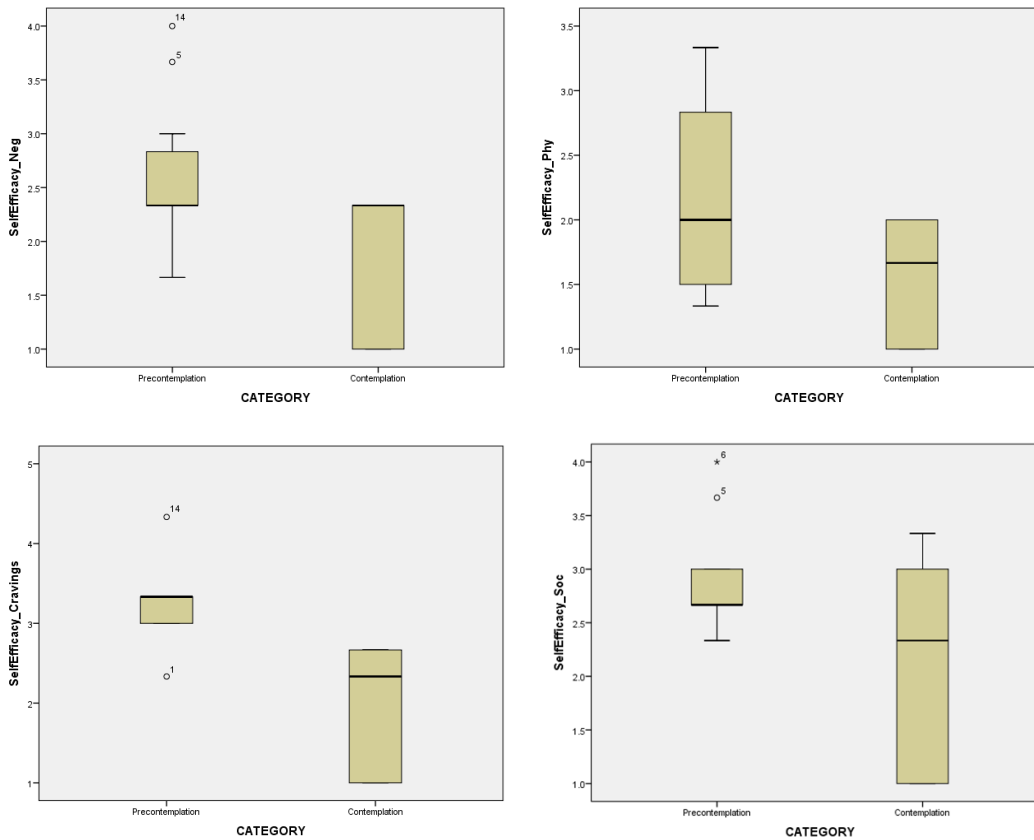 SelfEfficacy_Neg
4.0
3.5
3.0
2.5
2.0
1.5
1.0
14
5
Precontemplation
Contemplation
CATEGORY
SelfEfficacy_Phy
3.5
3.0
2.5
2.0
1.5
1.0
Precontemplation
Contemplation
CATEGORY
SelfEfficacy_Cravings
5
4
3
2
1
14
1
Precontemplation
Contemplation
CATEGORY
SelfEfficacy_Soc
4.0
3.5
3.0
2.5
2.0
1.5
1.0
6
5
Precontemplation
Contemplation
CATEGORY